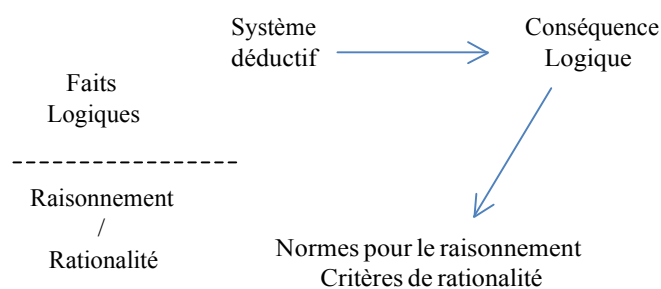 Système
déductif
Conséquence
Logique
Faits
Logiques
Raisonnement
/
Rationalité
Normes pour le raisonnement
Critères de rationalité